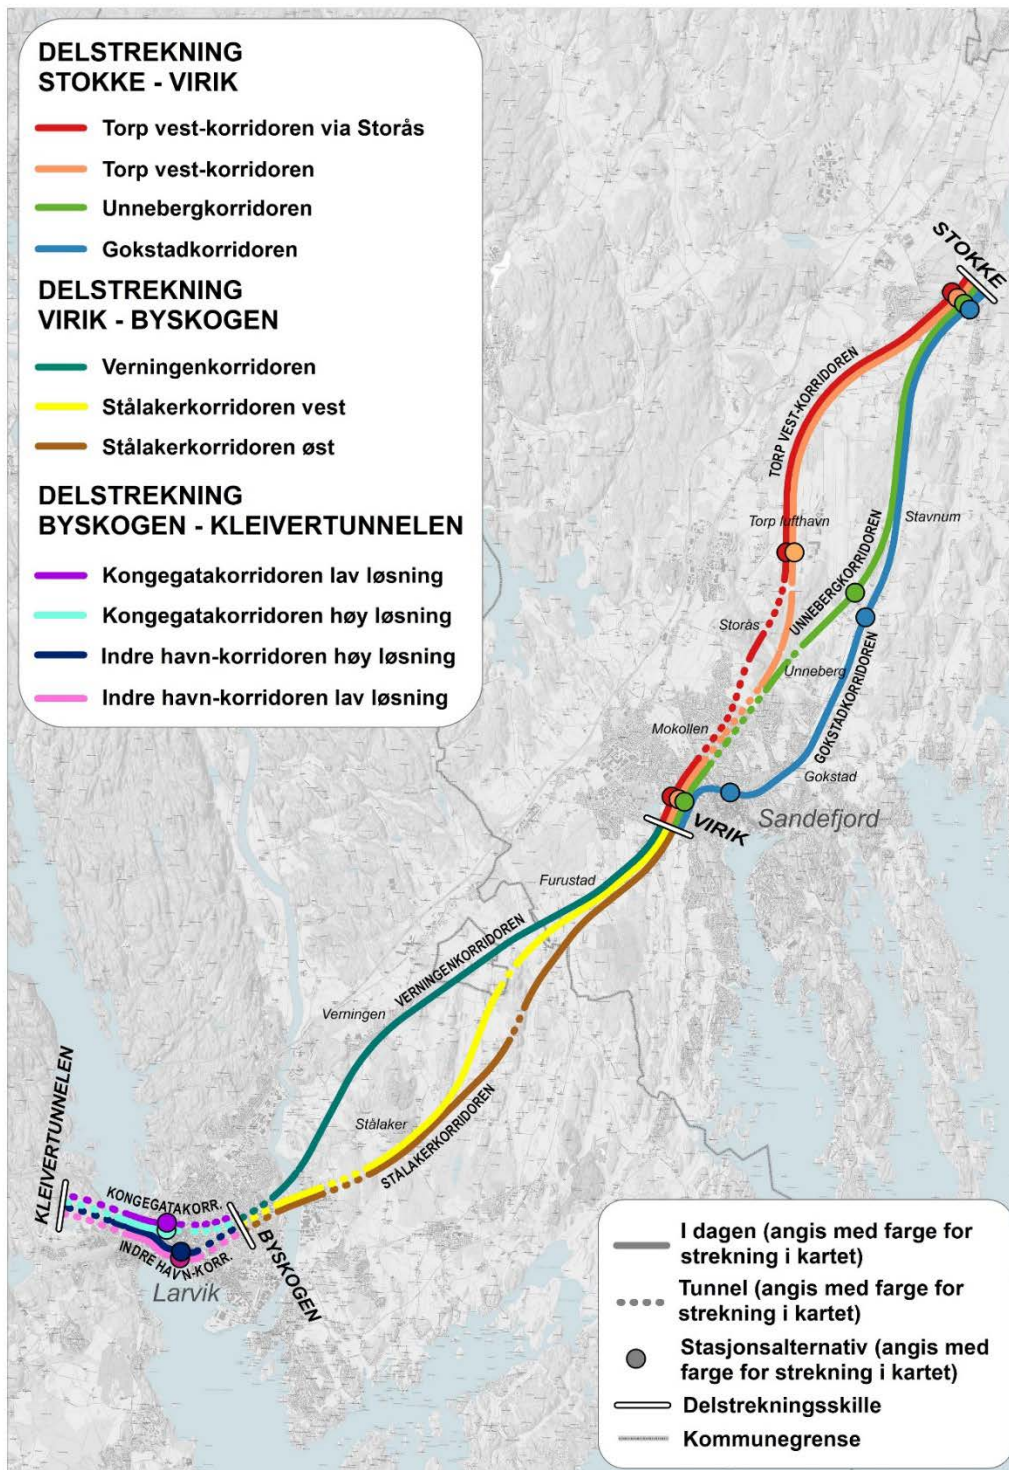 DELSTREKNING
STOKKE - VIRIK
Torp vest-korridoren via Storås
Torp vest-korridoren
Unnebergkorridoren
Gokstadkorridoren
DELSTREKNING
VIRIK - BYSKOGEN
Verningenkorridoren
Stålakerkorridoren vest
Stålakerkorridoren øst
DELSTREKNING
BYSKOGEN - KLEIVERTUNNELEN
Kongegatakorridoren lav løsning
Kongegatakorridoren høy løsning
Indre havn-korridoren høy løsning
Indre havn-korridoren lav løsning
STOKKE
TORP VEST-KORRIDOREN
Torp lufthavn
Stavnum
UNNEBERGKORRIDOREN
Storås
Unneberg
GOKSTADKORRIDOREN
Mokollen
Gokstad
Sandefjord
VIRIK
Furustad
VERNINGENKORRIDOREN
Verningen
STÅLAKERKORRIDOREN
Stålaker
KLEIVERTUNNELEN
KONGEGATAKORR.
INDRE HAVN-KORR.
BYSKOGEN
Larvik
I dagen (angis med farge for
strekning i kartet)
Tunnel (angis med farge for
strekning i kartet)
Stasjonsalternativ (angis med
farge for strekning i kartet)
Delstrekningsskille
Kommunegrense